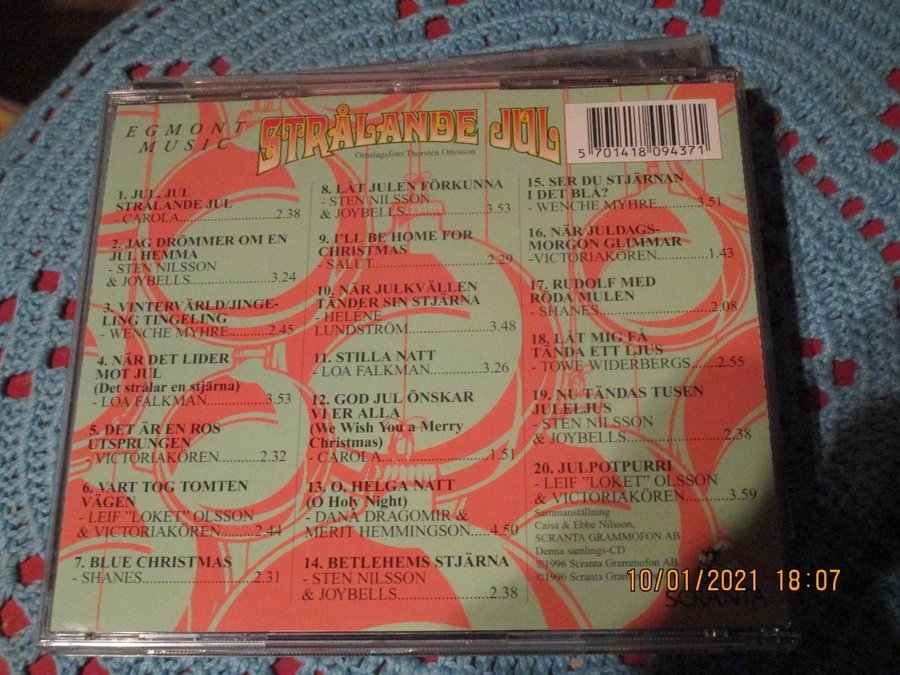 EGMONT
MUSIC
STRÅLANDE JUL
Omslagsfoto: Thorsten Ottosson
5 701418 094371
1. JUL, JUL
STRÅLANDE JUL
- CAROLA....................2.38
2. JAG DRÖMMER OM EN
JUL HEMMA
- STEN NILSSON
& JOYBELLS.................3.24
3. VINTERVÄRLD/JINGE-
LING TINGELING
- WENCHE MYHRE........2.45
4. NÄR DET LIDER
MOT JUL
(Det strålar en stjärna)
- LOA FALKMAN............3.53
5. DET ÄR EN ROS
UTSPRUNGEN
- VICTORIAKÖREN.........2.32
6. VART TOG TOMTEN
VÄGEN
- LEIF "LOKET" OLSSON
& VICTORIAKÖREN........2.44
7. BLUE CHRISTMAS
- SHANES......................2.31
8. LÅT JULEN FÖRKUNNA
- STEN NILSSON
& JOYBELLS.................3.53
9. I'LL BE HOME FOR
CHRISTMAS
- SALUT........................2.29
10. NÄR JULKVÄLLEN
TÄNDER SIN STJÄRNA
- HELENE
LUNDSTRÖM.................3.48
11. STILLA NATT
- LOA FALKMAN............3.26
12. GOD JUL ÖNSKAR
VI ER ALLA
(We Wish You a Merry
Christmas)
- CAROLA.....................1.51
13. O, HELGA NATT
(O Holy Night)
- DANA DRAGOMIR &
MERIT HEMMINGSON.....4.50
14. BETLEHEMS STJÄRNA
- STEN NILSSON
& JOYBELLS.................2.38
15. SER DU STJÄRNAN
I DET BLÅ?
- WENCHE MYHRE.........3.51
16. NÄR JULDAGS-
MORGON GLIMMAR
-VICTORIAKÖREN..........1.43
17. RUDOLF MED
RÖDA MULEN
- SHANES......................2.08
18. LÅT MIG FÅ
TÄNDA ETT LJUS
- TOWE WIDERBERGS.....2.55
19. NU TÄNDAS TUSEN
JULELJUS
- STEN NILSSON
& JOYBELLS.................2.38
20. JULPOTPURRI
- LEIF "LOKET" OLSSON
& VICTORIAKÖREN........3.59
Sammanställning
Caisa & Ebbe Nilsson,
SCRANTA GRAMMOFON AB
Denna samlings-CD
℗1996 Scranta Grammofon AB
©1996 Scranta
SCRANTA
10/01/2021 18:07